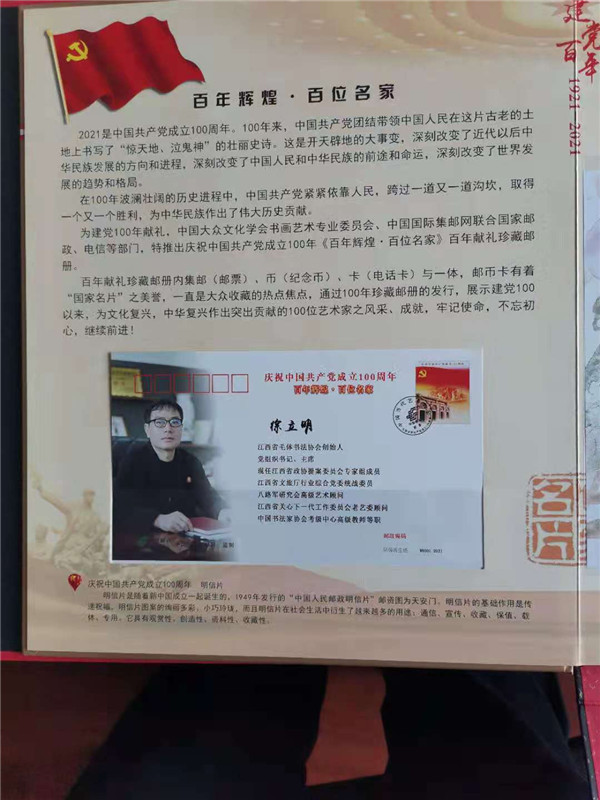 建党百年
1921 2021
百年辉煌·百位名家
2021是中国共产党成立100周年。100年来，中国共产党团结带领中国人民在这片古老的土
地上书写了“惊天地、泣鬼神”的壮丽史诗。这是开天辟地的大事变，深刻改变了近代以后中
华民族发展的方向和进程，深刻改变了中国人民和中华民族的前途和命运，深刻改变了世界发
展的趋势和格局。
在100年波澜壮阔的历史进程中，中国共产党紧紧依靠人民，跨过一道又一道沟坎，取得
一个又一个胜利，为中华民族作出了伟大历史贡献。
为建党100年献礼，中国大众文化学会书画艺术专业委员会、中国国际集邮网联合国家邮
政、电信等部门，特推出庆祝中国共产党成立100年《百年辉煌·百位名家》百年献礼珍藏邮
册。
百年献礼珍藏邮册内集邮（邮票）、币（纪念币）、卡（电话卡）与一体，邮币卡有着
“国家名片”之美誉，一直是大众收藏的热点焦点，通过100年珍藏邮册的发行，展示建党100
以来，为文化复兴，中华复兴作出突出贡献的100位艺术家之风采、成就，牢记使命，不忘初
心，继续前进！
庆祝中国共产党成立100周年
百年辉煌·百位名家
徐立明
江西省毛体书法协会创始人
党组织书记、主席
现任江西省政协提案委员会专家组成员
江西省文旅厅行业综合党委统战委员
八路军研究会高级艺术顾问
江西省关心下一代工作委员会老艺委顾问
中国书法家协会考级中心高级教师等职
邮政编码
名片
庆祝中国共产党成立100周年 明信片
明信片是随着新中国成立一起诞生的，1949年发行的“中国人民邮政明信片”邮资图为天安门。明信片的基础作用是传
递祝福，明信片图案的绚丽多彩，小巧玲珑，而且明信片在社会生活中衍生了越来越多的用途，通信、宣传、收藏、保值、载
体、专用，它具有观赏性，创造性，资料性，收藏性。